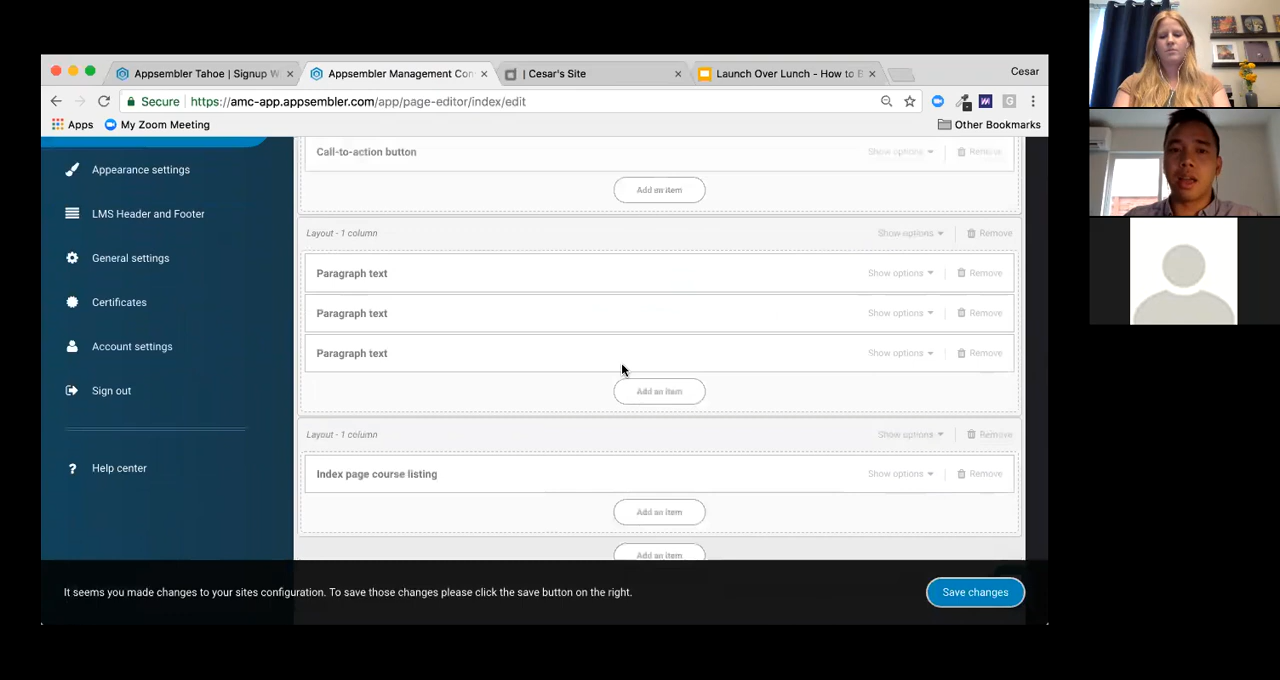 Appsembler Tahoe | Signup W
Appsembler Management Con
| Cesar's Site
Launch Over Lunch - How to B
Cesar
Secure
https://amc-app.appsembler.com/app/page-editor/index/edit
Apps
My Zoom Meeting
Other Bookmarks
Appearance settings
LMS Header and Footer
General settings
Certificates
Account settings
Sign out
Help center
Call-to-action button
Show options
Remove
Add an item
Layout - 1 column
Show options
Remove
Paragraph text
Show options
Remove
Paragraph text
Show options
Remove
Paragraph text
Show options
Remove
Add an item
Layout - 1 column
Show options
Remove
Index page course listing
Show options
Remove
Add an item
Add an item
It seems you made changes to your sites configuration. To save those changes please click the save button on the right.
Save changes